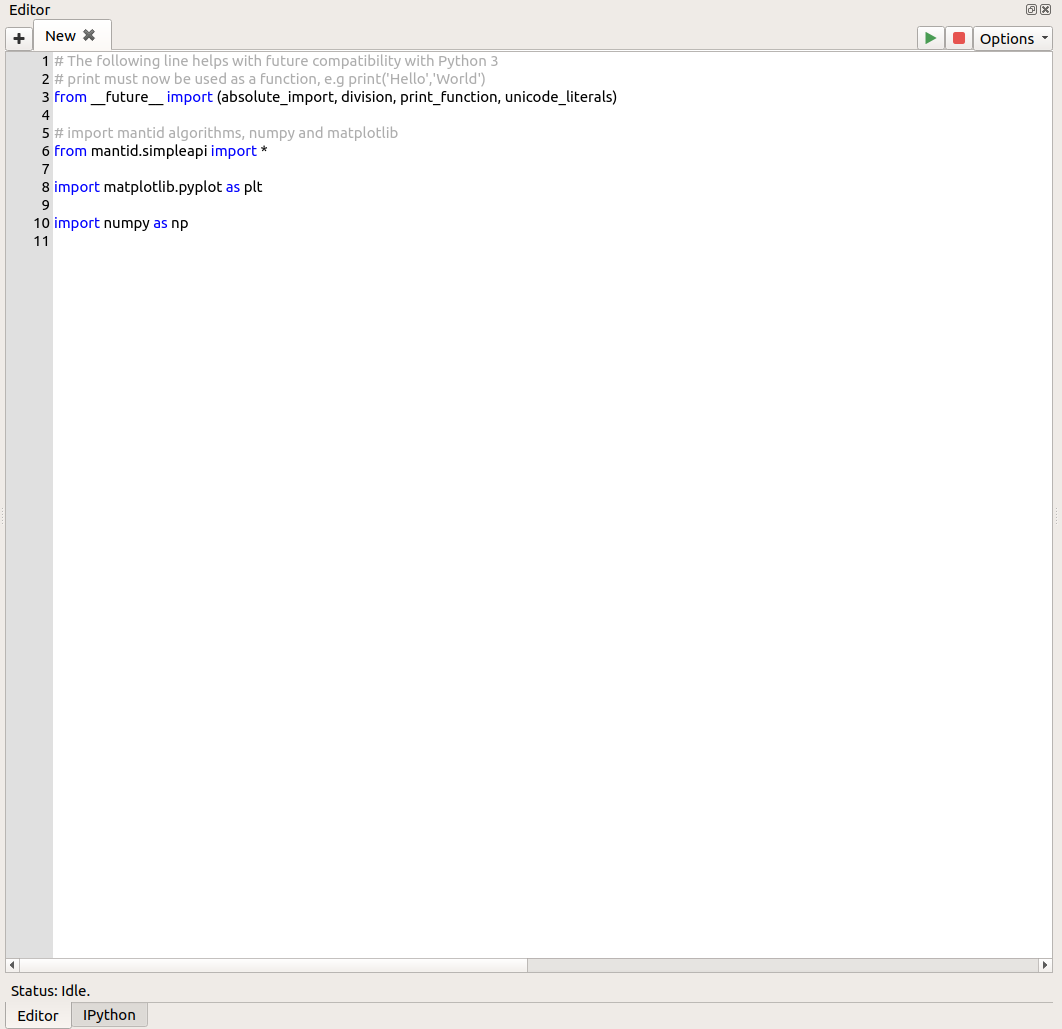 Editor
New
Options
1 # The following line helps with future compatibility with Python 3
2 # print must now be used as a function, e.g print('Hello','World')
3 from __future__ import (absolute_import, division, print_function, unicode_literals)
4
5 # import mantid algorithms, numpy and matplotlib
6 from mantid.simpleapi import *
7
8 import matplotlib.pyplot as plt
9
10 import numpy as np
11
Status: Idle.
Editor IPython